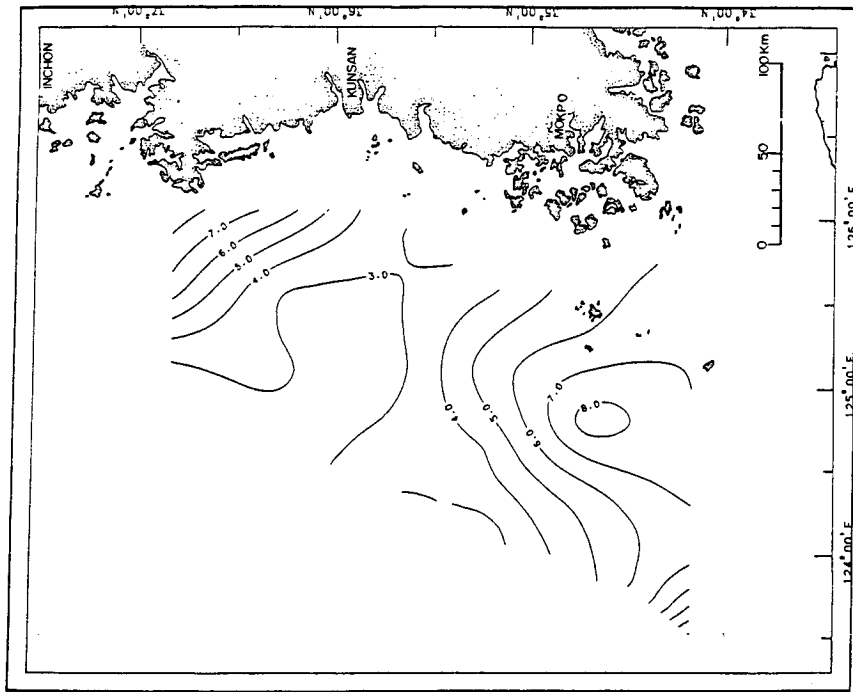 37°00'N
36°00'N
35°00'N
34°00'N
INCHON
KUNSAN
MOKPO
7.0
6.0
5.0
4.0
3.0
4.0
5.0
6.0
7.0
8.0
0 50 100 Km
126°00'E
125°00'E
124°00'E